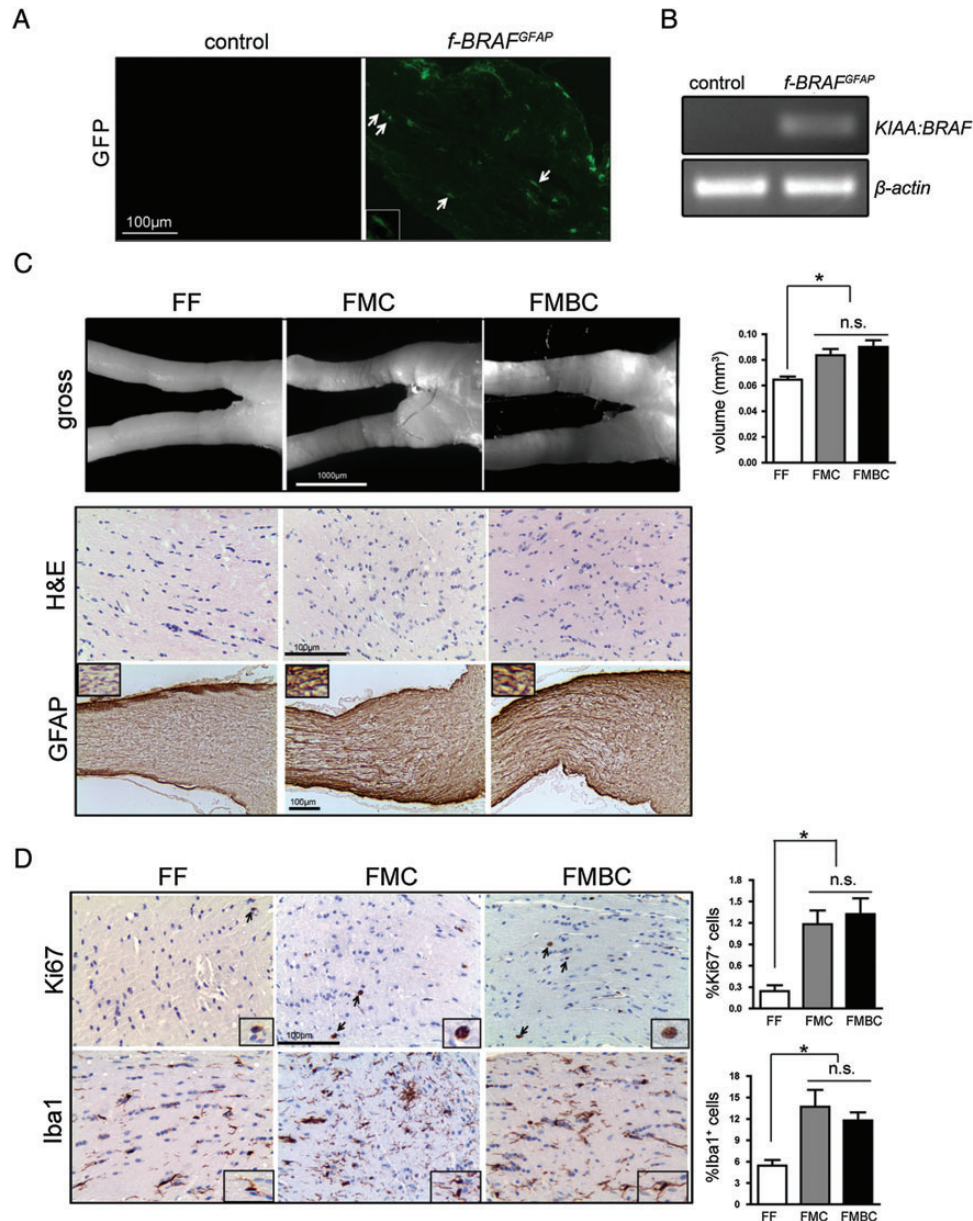 A
control f-BRAF^GFAP
GFP
100µm
B
control f-BRAF^GFAP
KIAA:BRAF
β-actin
C
FF FMC FMBC
gross
1000µm
*
n.s.
volume (mm³)
0.10
0.08
0.06
0.04
0.02
0.00
FF FMC FMBC
H&E
100µm
GFAP
100µm
D
FF FMC FMBC
Ki67
100µm
*
n.s.
%Ki67⁺ cells
1.8
1.5
1.2
0.9
0.6
0.3
0
FF FMC FMBC
Iba1
*
n.s.
%Iba1⁺ cells
18
15
12
9
6
3
0
FF FMC FMBC